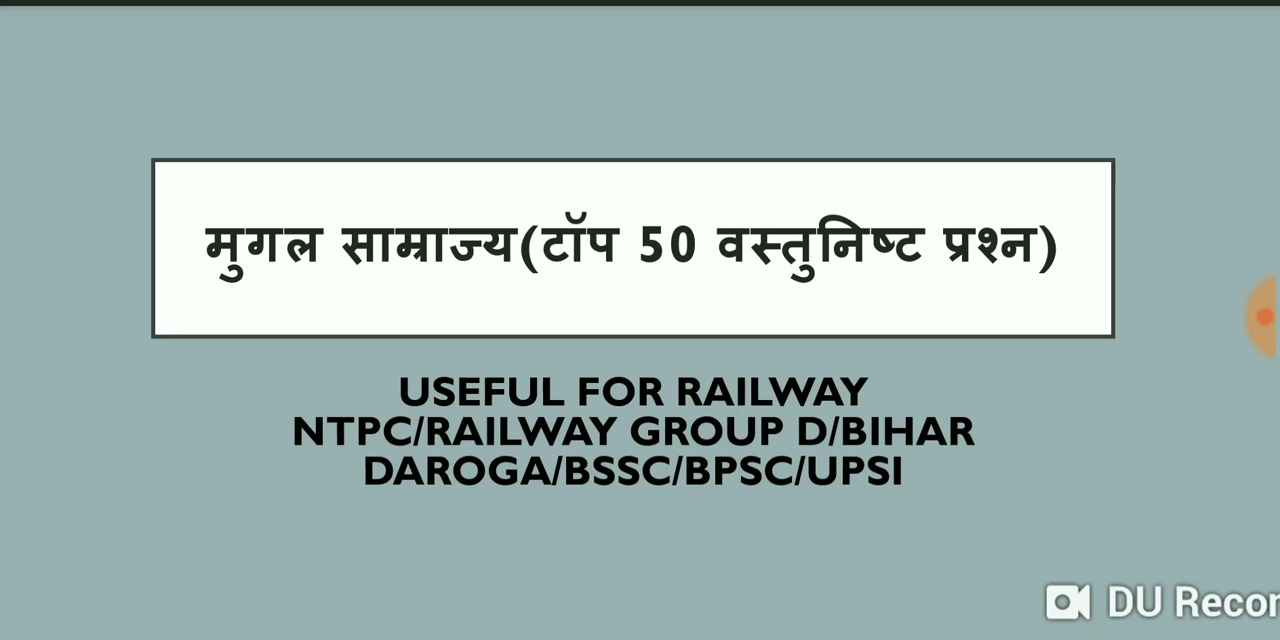 मुगल साम्राज्य(टॉप 50 वस्तुनिष्ट प्रश्न)
USEFUL FOR RAILWAY
NTPC/RAILWAY GROUP D/BIHAR
DAROGA/BSSC/BPSC/UPSI
DU Recor